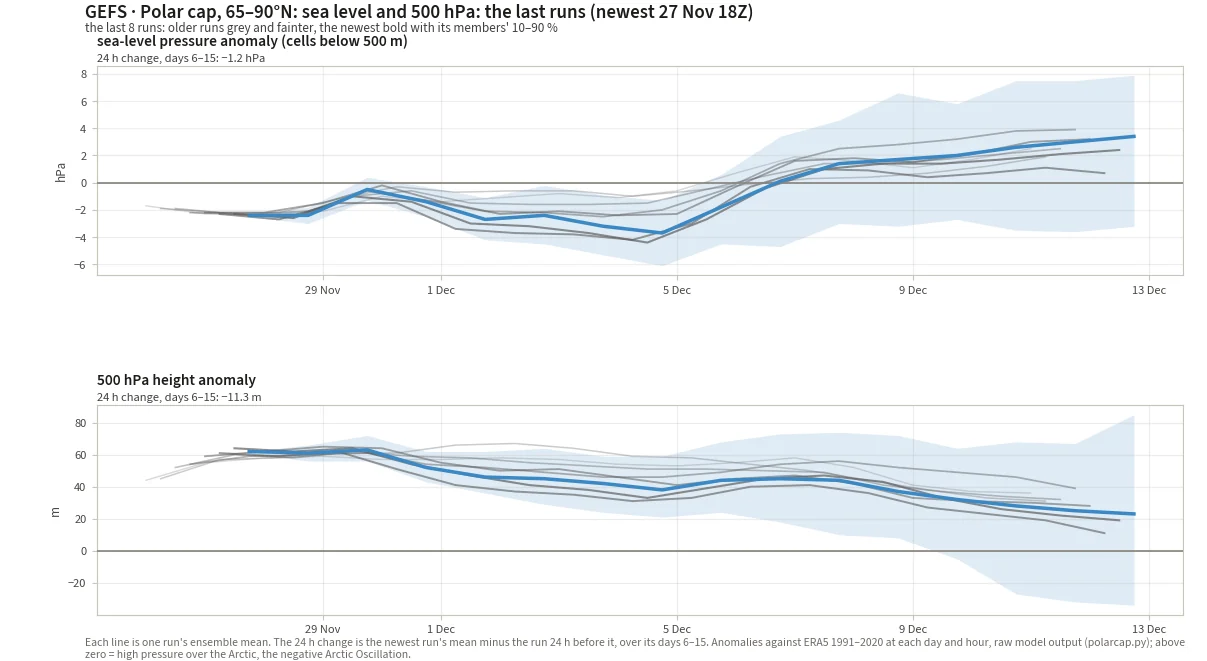 GEFS · Polar cap, 65–90°N: sea level and 500 hPa: the last runs (newest 27 Nov 18Z)
the last 8 runs: older runs grey and fainter, the newest bold with its members' 10–90 %
sea-level pressure anomaly (cells below 500 m)
24 h change, days 6–15: −1.2 hPa
8
6
4
2
0
−2
−4
−6
hPa
29 Nov
1 Dec
5 Dec
9 Dec
13 Dec
500 hPa height anomaly
24 h change, days 6–15: −11.3 m
80
60
40
20
0
−20
m
29 Nov
1 Dec
5 Dec
9 Dec
13 Dec
Each line is one run's ensemble mean. The 24 h change is the newest run's mean minus the run 24 h before it, over its days 6–15. Anomalies against ERA5 1991–2020 at each day and hour, raw model output (polarcap.py); above
zero = high pressure over the Arctic, the negative Arctic Oscillation.